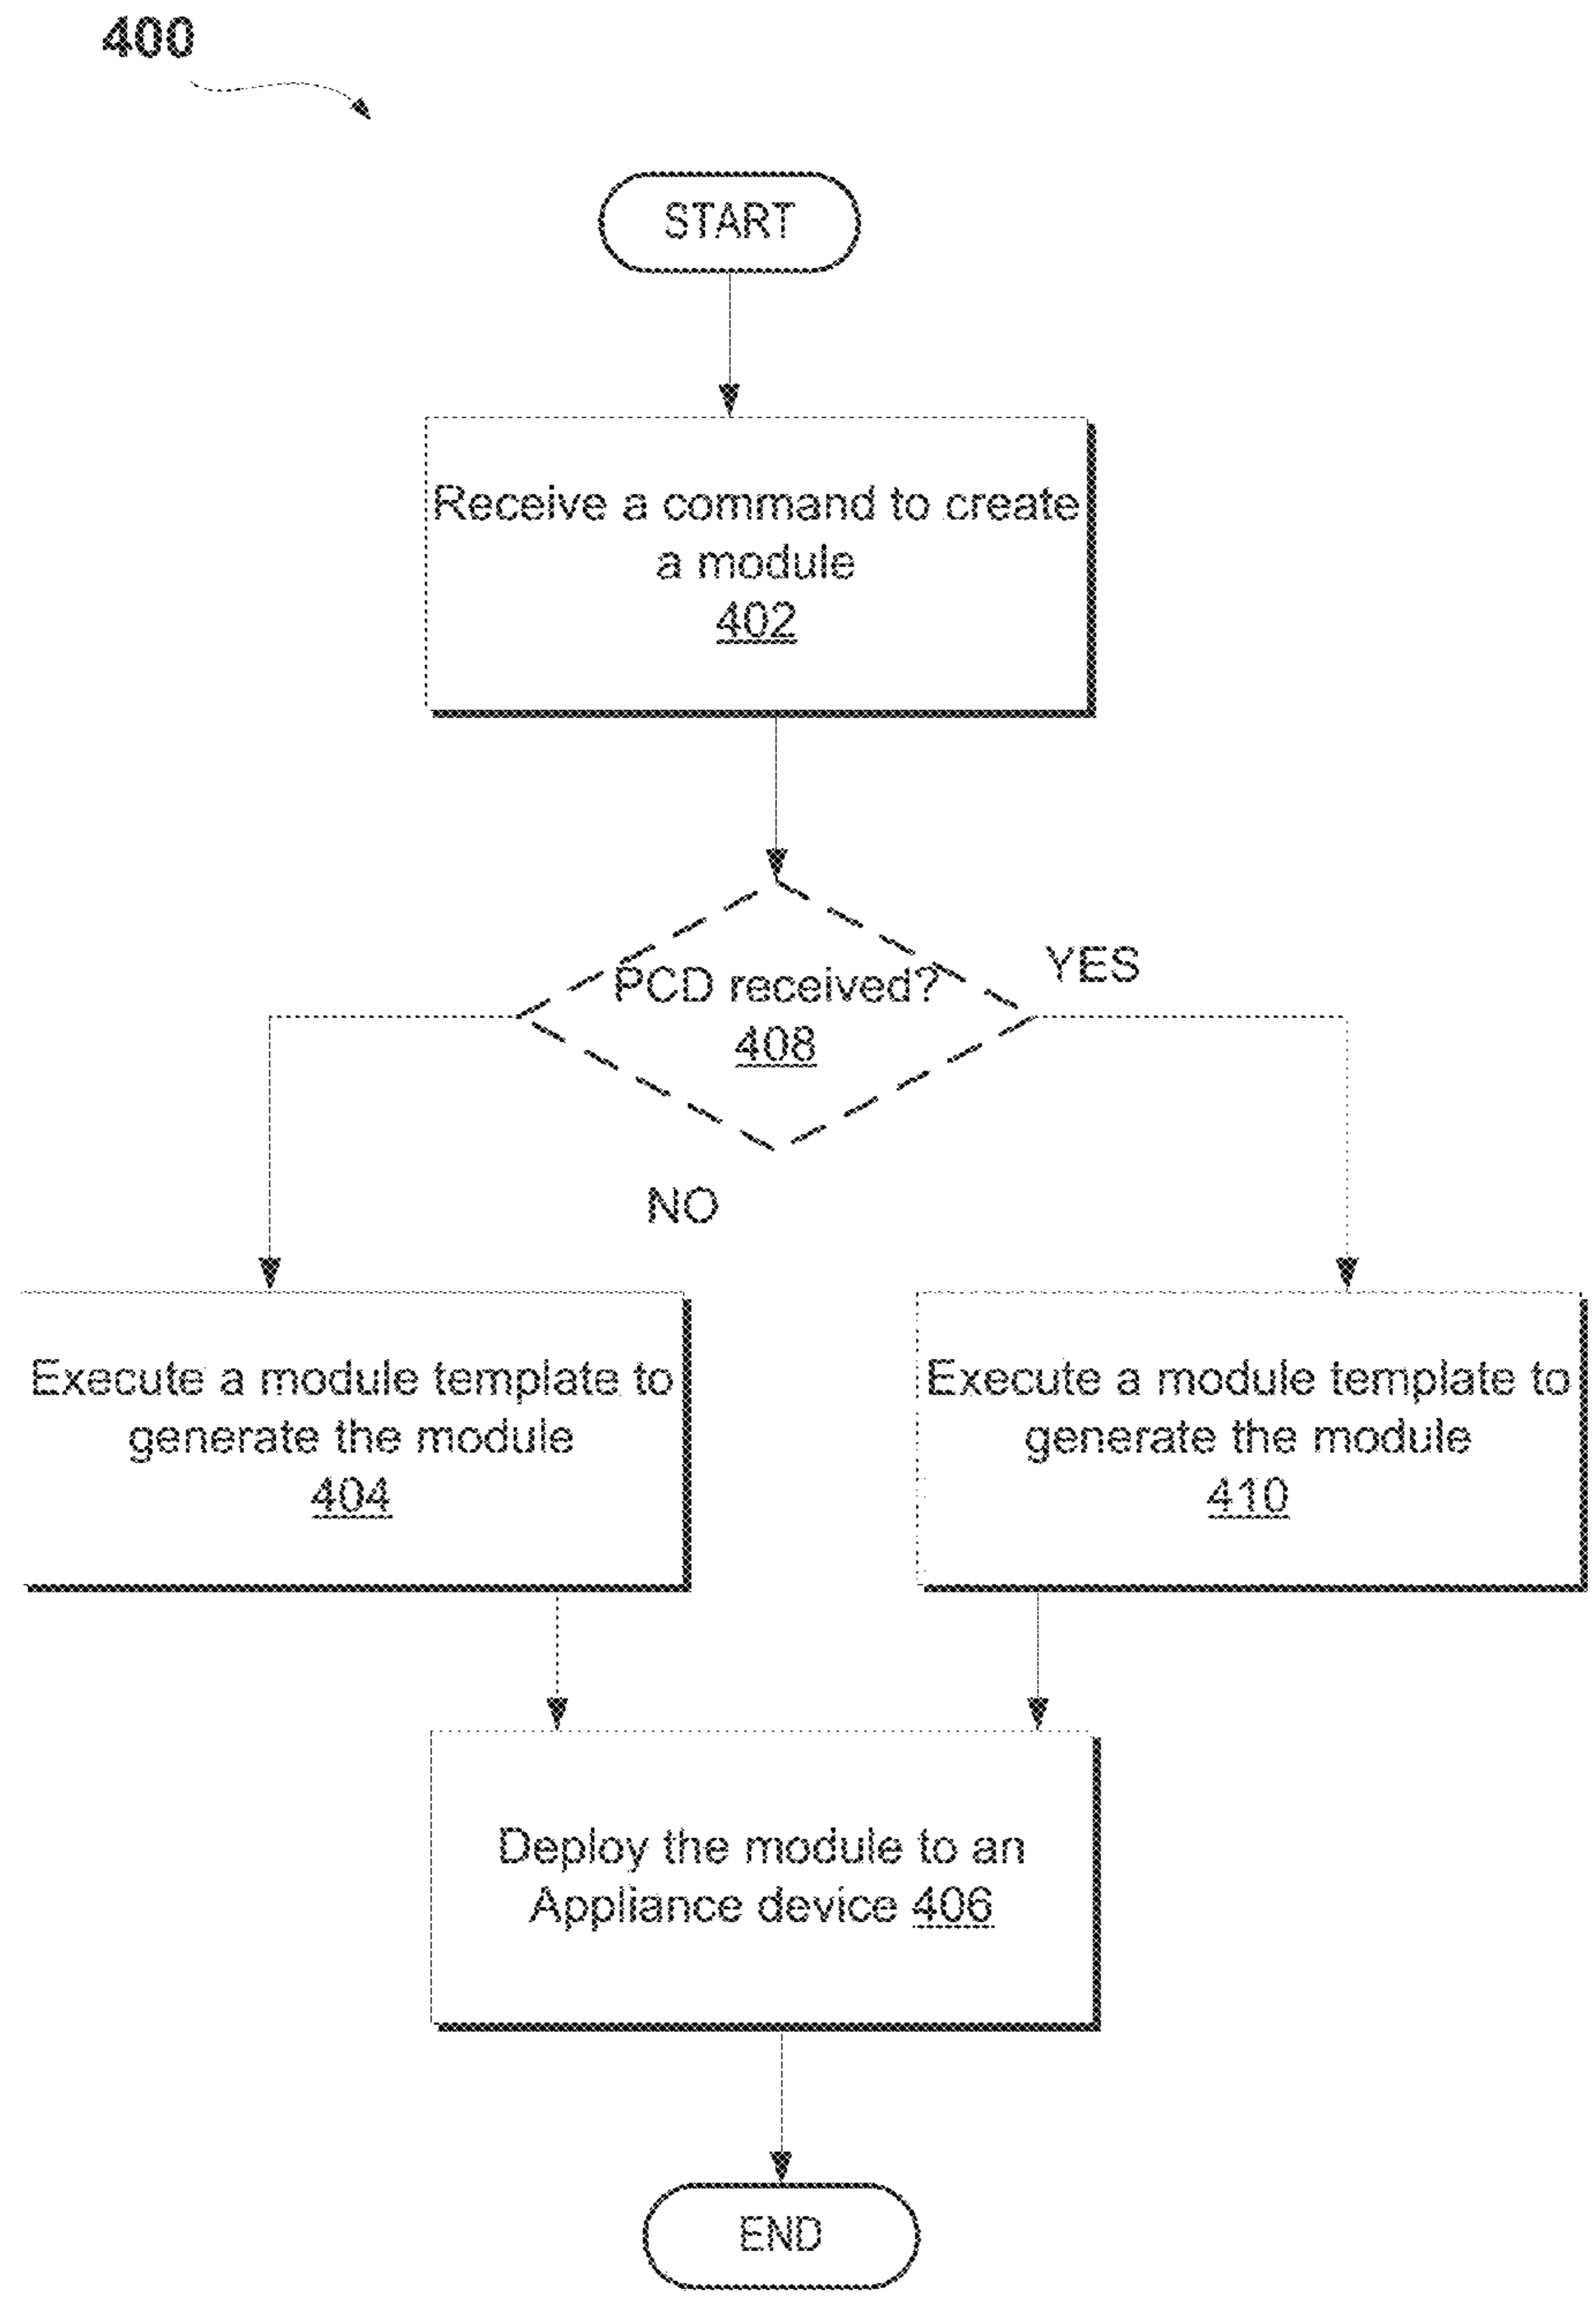 400
START
Receive a command to create
a module
402
PCD received?
408
YES
NO
Execute a module template to
generate the module
404
Execute a module template to
generate the module
410
Deploy the module to an
Appliance device 406
END